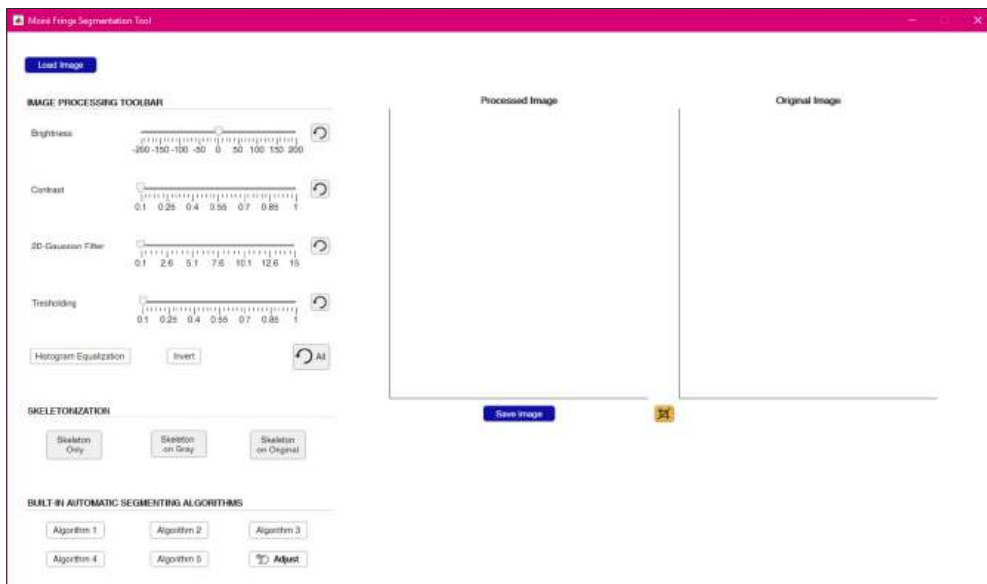 Moiré Fringe Segmentation Tool
Load Image
IMAGE PROCESSING TOOLBAR
Processed Image
Original Image
Brightness
-200 -150 -100 -50 0 50 100 150 200
Contrast
0.1 0.25 0.4 0.55 0.7 0.85 1
2D-Gaussian Filter
0.1 2.6 5.1 7.6 10.1 12.6 15
Tresholding
0.1 0.25 0.4 0.55 0.7 0.85 1
Histogram Equalization
Invert
All
SKELETONIZATION
Save Image
Skeleton
Only
Skeleton
on Gray
Skeleton
on Original
BUILT-IN AUTOMATIC SEGMENTING ALGORITHMS
Algorithm 1
Algorithm 2
Algorithm 3
Algorithm 4
Algorithm 5
Adjust